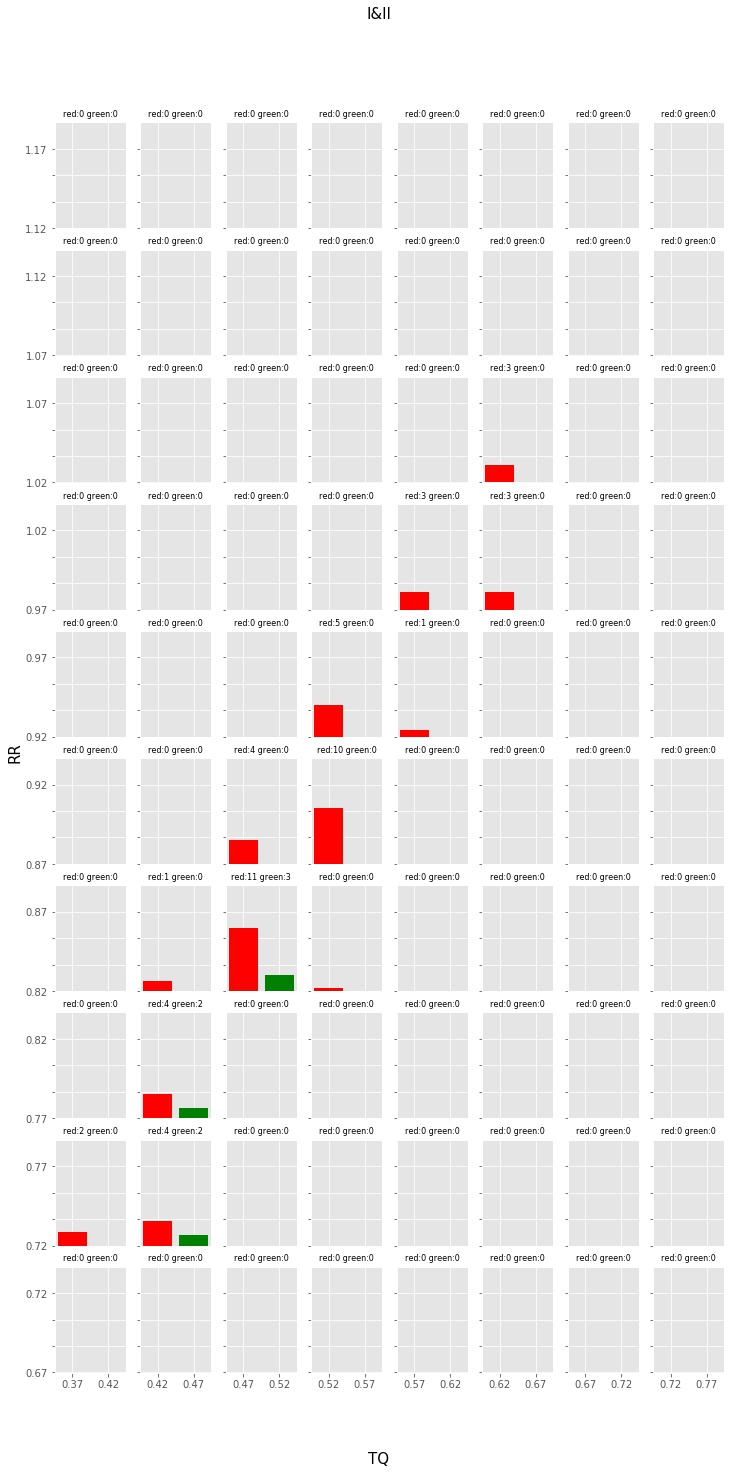 I&II
red:0 green:0 red:0 green:0 red:0 green:0 red:0 green:0 red:0 green:0 red:0 green:0 red:0 green:0 red:0 green:0
1.17
1.12
red:0 green:0 red:0 green:0 red:0 green:0 red:0 green:0 red:0 green:0 red:0 green:0 red:0 green:0 red:0 green:0
1.12
1.07
red:0 green:0 red:0 green:0 red:0 green:0 red:0 green:0 red:0 green:0 red:3 green:0 red:0 green:0 red:0 green:0
1.07
1.02
red:0 green:0 red:0 green:0 red:0 green:0 red:0 green:0 red:3 green:0 red:3 green:0 red:0 green:0 red:0 green:0
1.02
0.97
red:0 green:0 red:0 green:0 red:0 green:0 red:5 green:0 red:1 green:0 red:0 green:0 red:0 green:0 red:0 green:0
0.97
0.92
RR
red:0 green:0 red:0 green:0 red:4 green:0 red:10 green:0 red:0 green:0 red:0 green:0 red:0 green:0 red:0 green:0
0.92
0.87
red:0 green:0 red:1 green:0 red:11 green:3 red:0 green:0 red:0 green:0 red:0 green:0 red:0 green:0 red:0 green:0
0.87
0.82
red:0 green:0 red:4 green:2 red:0 green:0 red:0 green:0 red:0 green:0 red:0 green:0 red:0 green:0 red:0 green:0
0.82
0.77
red:2 green:0 red:4 green:2 red:0 green:0 red:0 green:0 red:0 green:0 red:0 green:0 red:0 green:0 red:0 green:0
0.77
0.72
red:0 green:0 red:0 green:0 red:0 green:0 red:0 green:0 red:0 green:0 red:0 green:0 red:0 green:0 red:0 green:0
0.72
0.67
0.37 0.42 0.42 0.47 0.47 0.52 0.52 0.57 0.57 0.62 0.62 0.67 0.67 0.72 0.72 0.77
TQ